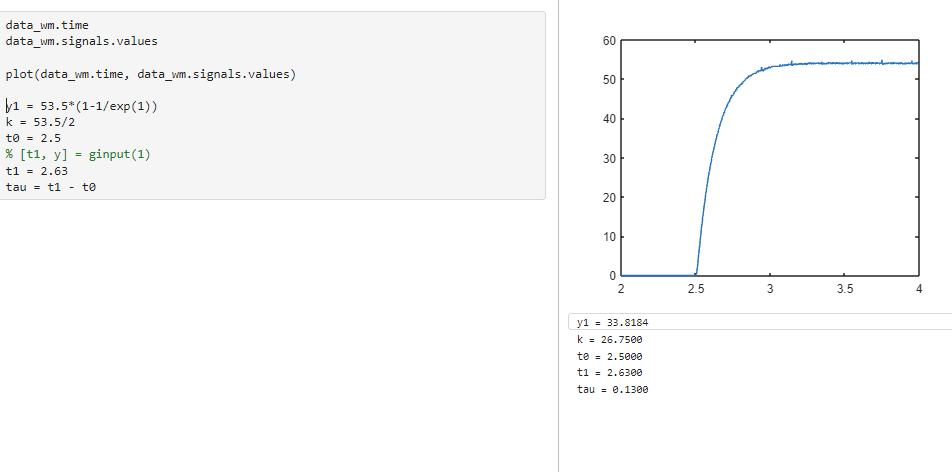 data_wm.time
data_wm.signals.values
plot(data_wm.time, data_wm.signals.values)
y1 = 53.5*(1-1/exp(1))
k = 53.5/2
t0 = 2.5
% [t1, y] = ginput(1)
t1 = 2.63
tau = t1 - t0
60
50
40
30
20
10
0
2 2.5 3 3.5 4
y1 = 33.8184
k = 26.7500
t0 = 2.5000
t1 = 2.6300
tau = 0.1300